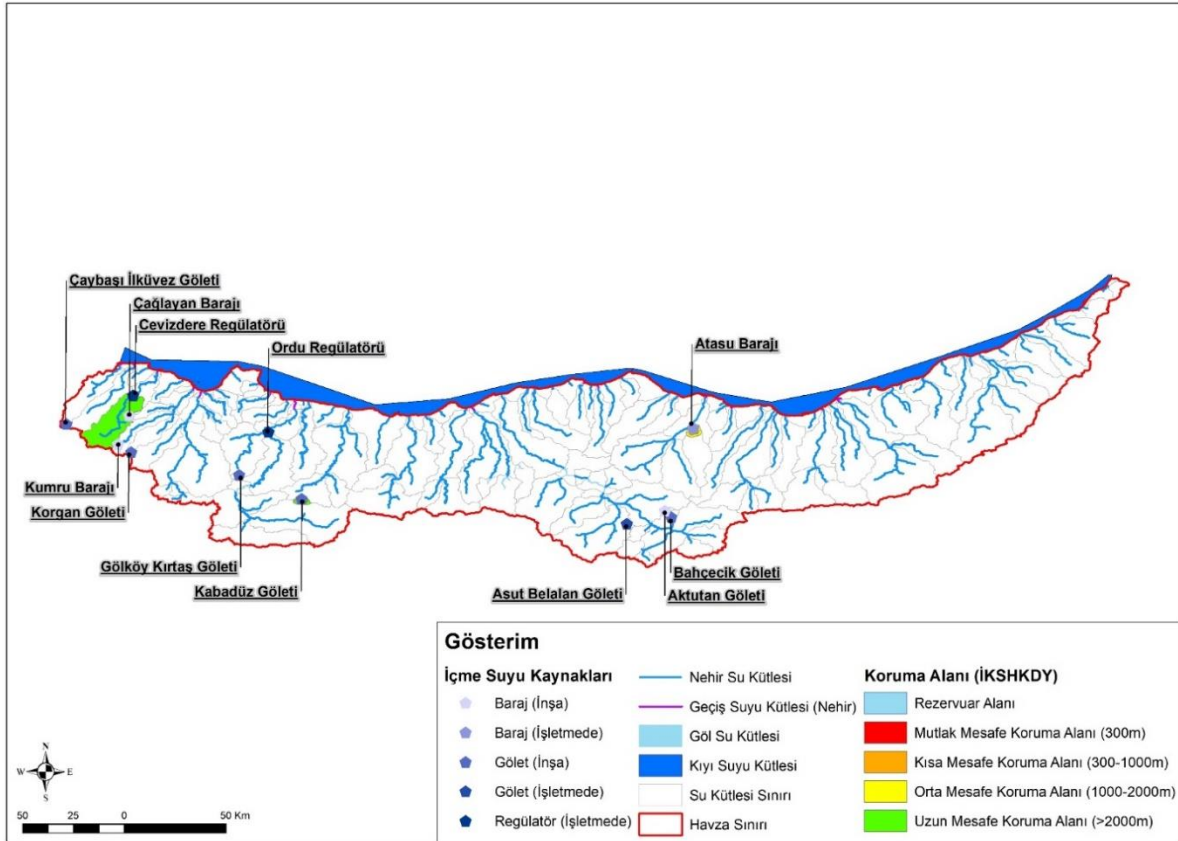 Çaybaşı İlküvez Göleti
Çağlayan Barajı
Cevizdere Regülatörü
Ordu Regülatörü
Atasu Barajı
Kumru Barajı
Korgan Göleti
Gölköy Kırtaş Göleti
Kabadüz Göleti
Asut Belalan Göleti
Bahçecik Göleti
Aktutan Göleti
Gösterim
İçme Suyu Kaynakları
Baraj (İnşa)
Baraj (İşletmede)
Gölet (İnşa)
Gölet (İşletmede)
Regülatör (İşletmede)
Nehir Su Kütlesi
Geçiş Suyu Kütlesi (Nehir)
Göl Su Kütlesi
Kıyı Suyu Kütlesi
Su Kütlesi Sınırı
Havza Sınırı
Koruma Alanı (İKSHKDY)
Rezervuar Alanı
Mutlak Mesafe Koruma Alanı (300m)
Kısa Mesafe Koruma Alanı (300-1000m)
Orta Mesafe Koruma Alanı (1000-2000m)
Uzun Mesafe Koruma Alanı (>2000m)
N
W E
S
50 25 0 50 Km